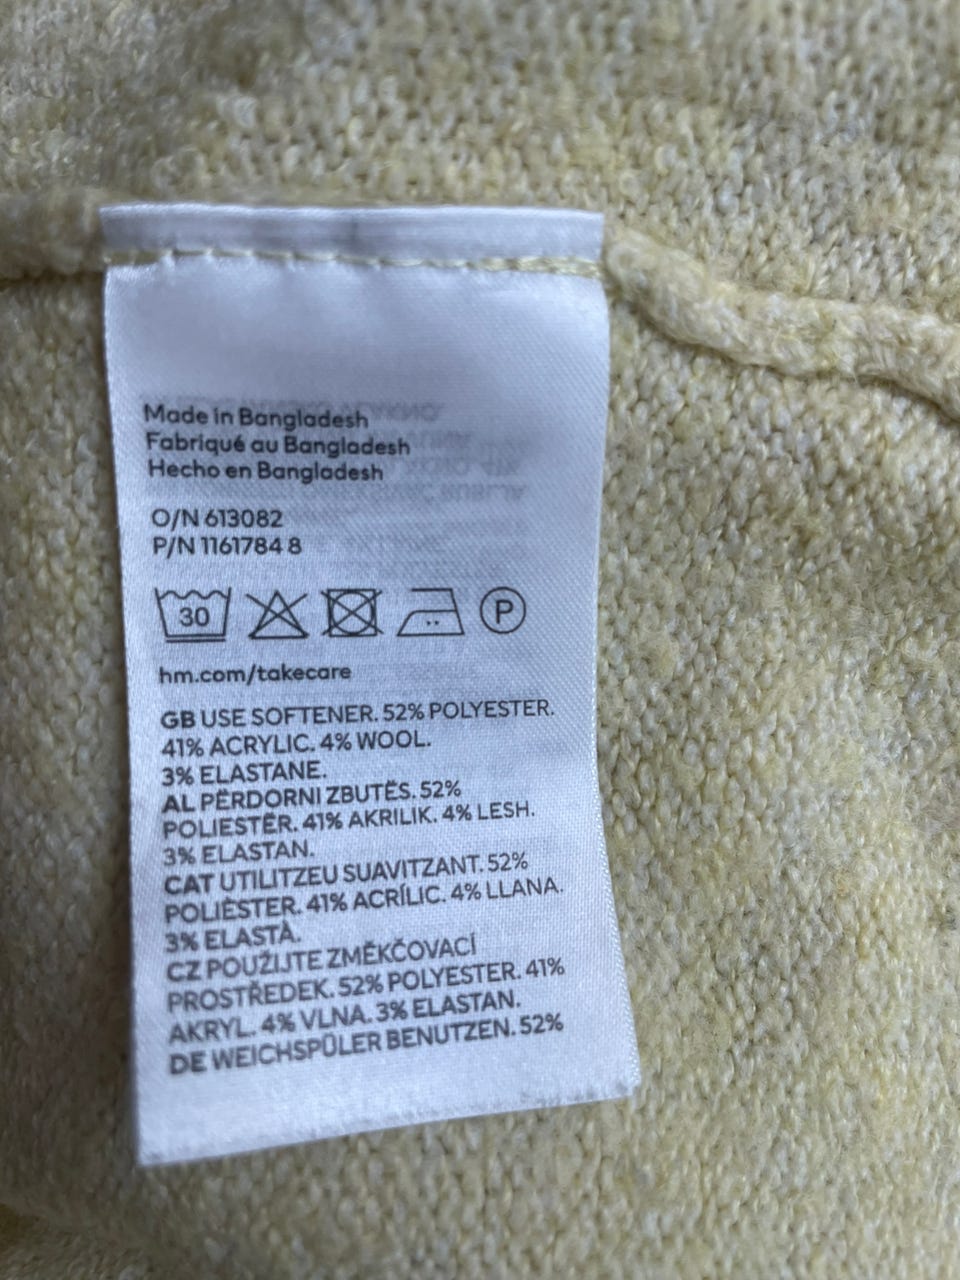 Made in Bangladesh
Fabriqué au Bangladesh
Hecho en Bangladesh
O/N 613082
P/N 1161784 8
30
P
hm.com/takecare
GB USE SOFTENER. 52% POLYESTER.
41% ACRYLIC. 4% WOOL.
3% ELASTANE.
AL PËRDORNI ZBUTËS. 52%
POLIESTËR. 41% AKRILIK. 4% LESH.
3% ELASTAN.
CAT UTILITZEU SUAVITZANT. 52%
POLIÈSTER. 41% ACRÍLIC. 4% LLANA.
3% ELASTÀ.
CZ POUŽIJTE ZMĚKČOVACÍ
PROSTŘEDEK. 52% POLYESTER. 41%
AKRYL. 4% VLNA. 3% ELASTAN.
DE WEICHSPÜLER BENUTZEN. 52%